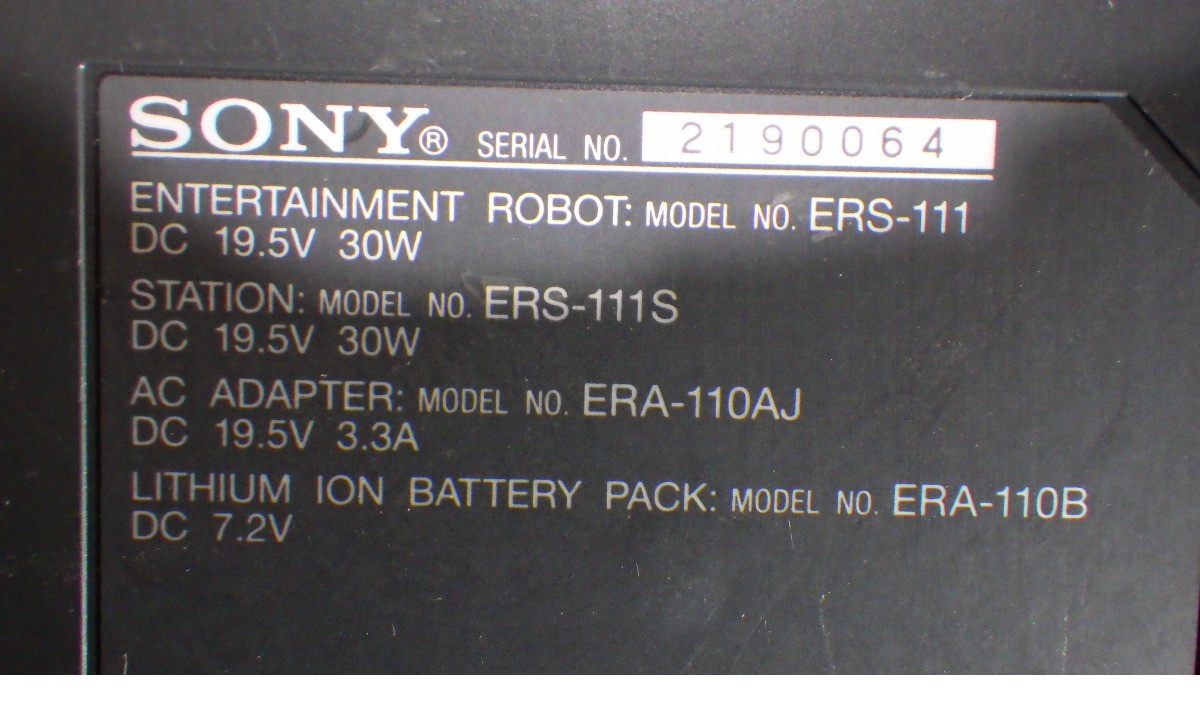 SONY® SERIAL NO. 2190064
ENTERTAINMENT ROBOT: MODEL NO. ERS-111
DC 19.5V 30W
STATION: MODEL NO. ERS-111S
DC 19.5V 30W
AC ADAPTER: MODEL NO. ERA-110AJ
DC 19.5V 3.3A
LITHIUM ION BATTERY PACK: MODEL NO. ERA-110B
DC 7.2V